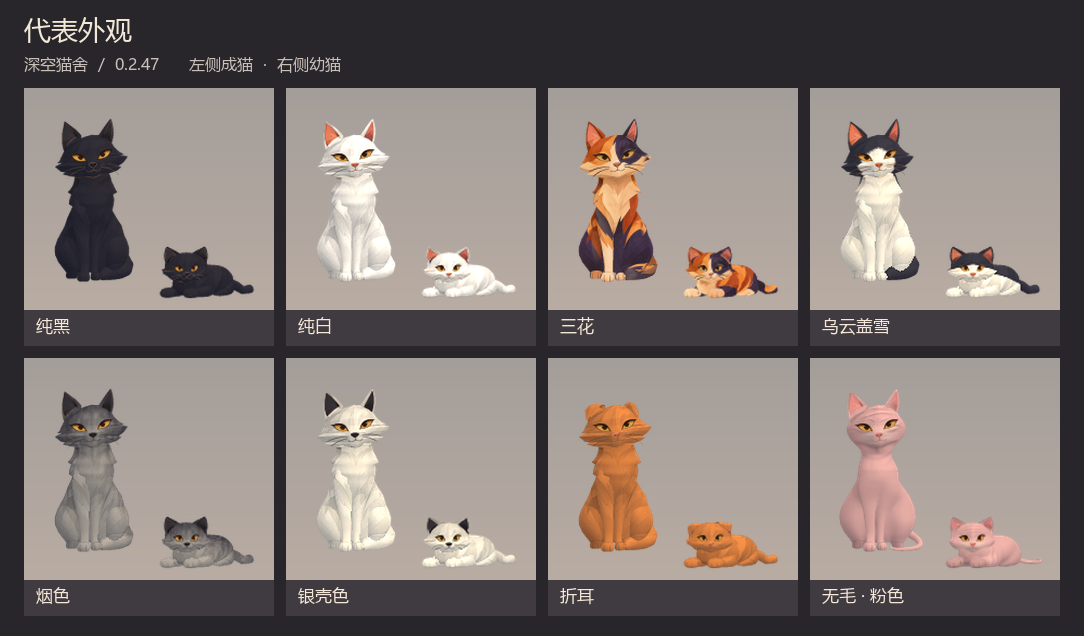 代表外观
深空猫舍 / 0.2.47 左侧成猫 · 右侧幼猫
纯黑
纯白
三花
乌云盖雪
烟色
银壳色
折耳
无毛 · 粉色